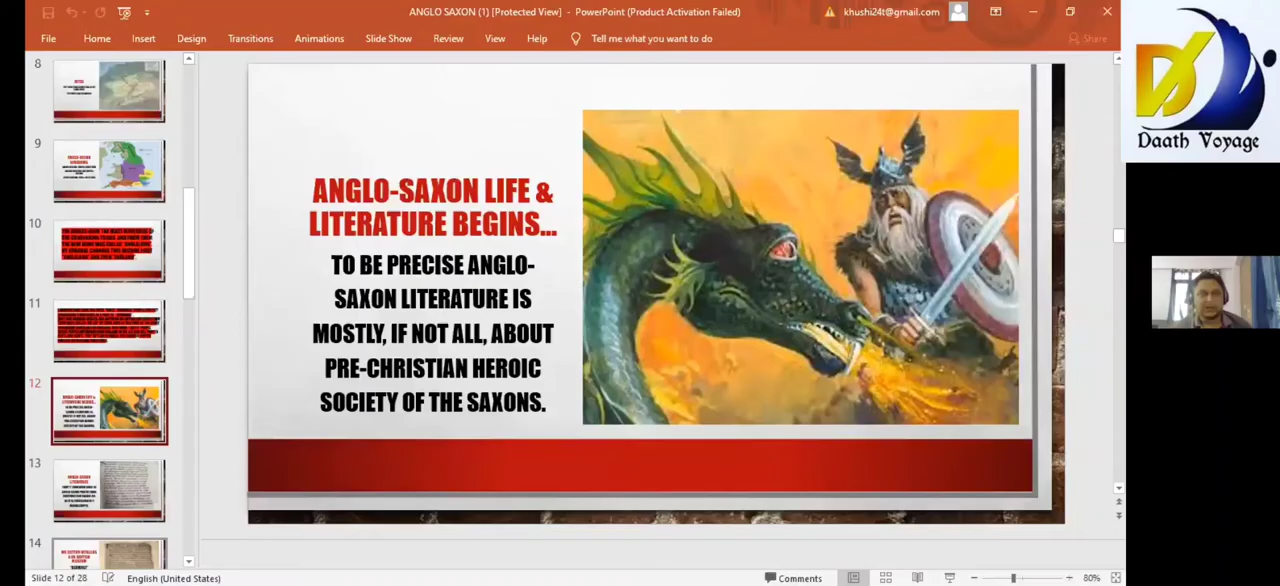 ANGLO SAXON (1) [Protected View] - PowerPoint (Product Activation Failed)
khushi24t@gmail.com
File Home Insert Design Transitions Animations Slide Show Review View Help Tell me what you want to do
Share
Daath Voyage
8
9
10
11
12
13
14
ANGLO-SAXON LIFE &
LITERATURE BEGINS...
TO BE PRECISE ANGLO-
SAXON LITERATURE IS
MOSTLY, IF NOT ALL, ABOUT
PRE-CHRISTIAN HEROIC
SOCIETY OF THE SAXONS.
Slide 12 of 28
English (United States)
Comments
80%